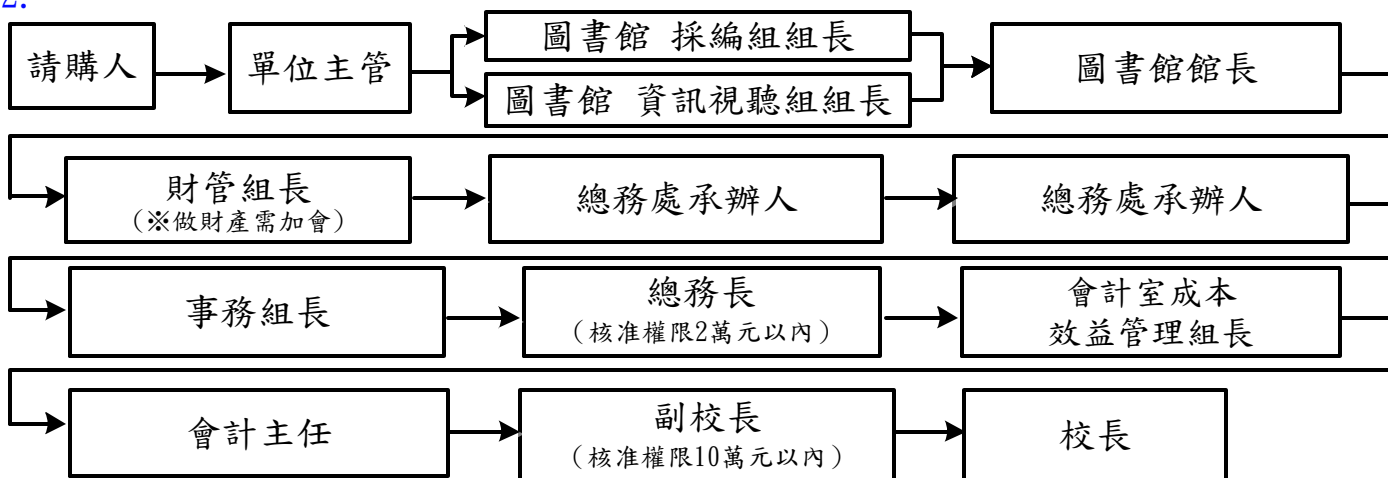 2.
請購人
單位主管
圖書館 採編組組長
圖書館 資訊視聽組組長
圖書館館長
財管組長
(※做財產需加會)
總務處承辦人
總務處承辦人
事務組長
總務長
(核准權限2萬元以內)
會計室成本
效益管理組長
會計主任
副校長
(核准權限10萬元以內)
校長